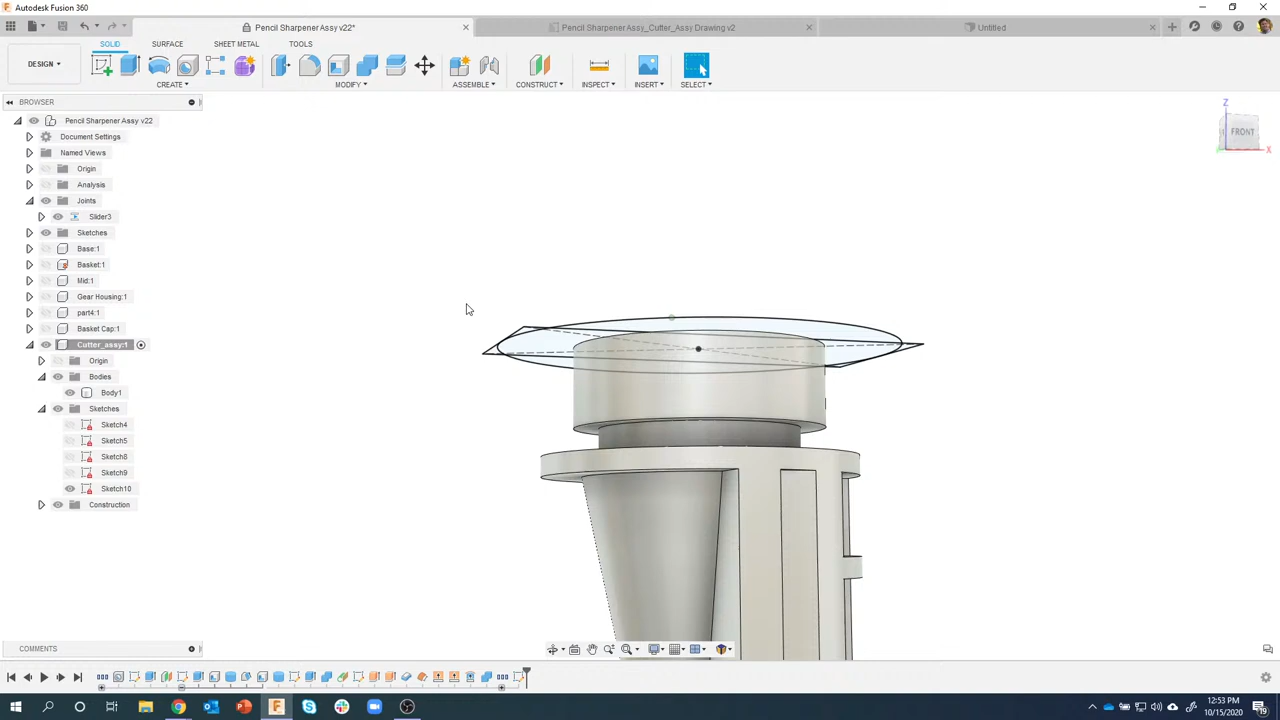 Autodesk Fusion 360
Pencil Sharpener Assy v22*
Pencil Sharpener Assy_Cutter_Assy Drawing v2
Untitled
SOLID
SURFACE
SHEET METAL
TOOLS
DESIGN
CREATE
MODIFY
ASSEMBLE
CONSTRUCT
INSPECT
INSERT
SELECT
BROWSER
Pencil Sharpener Assy v22
Document Settings
Named Views
Origin
Analysis
Joints
Slider3
Sketches
Base:1
Basket:1
Mid:1
Gear Housing:1
part4:1
Basket Cap:1
Cutter_assy:1
Origin
Bodies
Body1
Sketches
Sketch4
Sketch5
Sketch8
Sketch9
Sketch10
Construction
Z
FRONT
X
COMMENTS
12:53 PM
10/15/2020
19